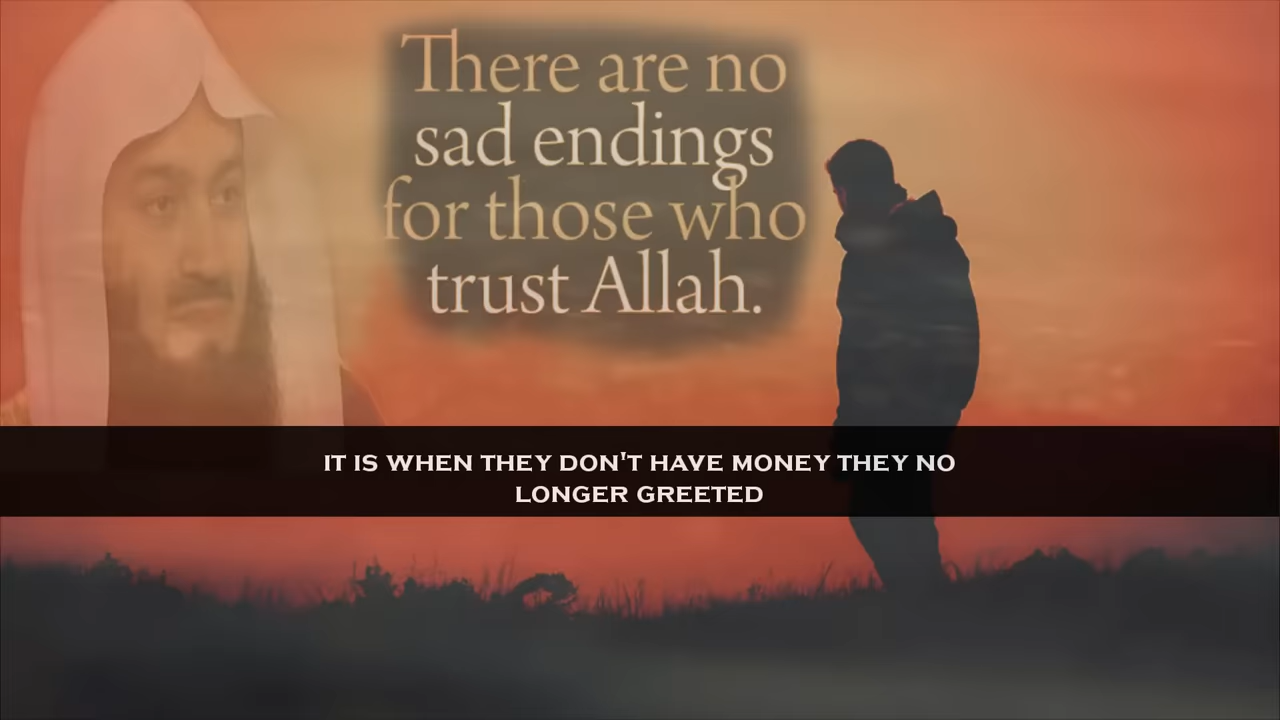 There are no
sad endings
for those who
trust Allah.
IT IS WHEN THEY DON'T HAVE MONEY THEY NO
LONGER GREETED